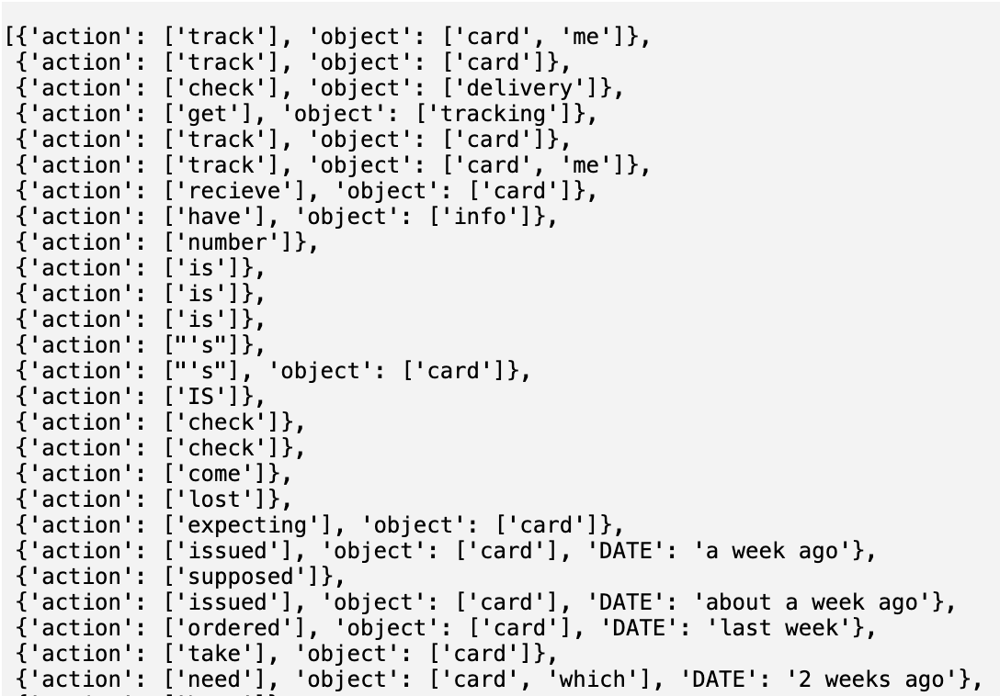 [{'action': ['track'], 'object': ['card', 'me']},
{'action': ['track'], 'object': ['card']},
{'action': ['check'], 'object': ['delivery']},
{'action': ['get'], 'object': ['tracking']},
{'action': ['track'], 'object': ['card']},
{'action': ['track'], 'object': ['card', 'me']},
{'action': ['recieve'], 'object': ['card']},
{'action': ['have'], 'object': ['info']},
{'action': ['number']},
{'action': ['is']},
{'action': ['is']},
{'action': ['is']},
{'action': ["'s"]},
{'action': ["'s"], 'object': ['card']},
{'action': ['IS']},
{'action': ['check']},
{'action': ['check']},
{'action': ['come']},
{'action': ['lost']},
{'action': ['expecting'], 'object': ['card']},
{'action': ['issued'], 'object': ['card'], 'DATE': 'a week ago'},
{'action': ['supposed']},
{'action': ['issued'], 'object': ['card'], 'DATE': 'about a week ago'},
{'action': ['ordered'], 'object': ['card'], 'DATE': 'last week'},
{'action': ['take'], 'object': ['card']},
{'action': ['need'], 'object': ['card', 'which'], 'DATE': '2 weeks ago'},